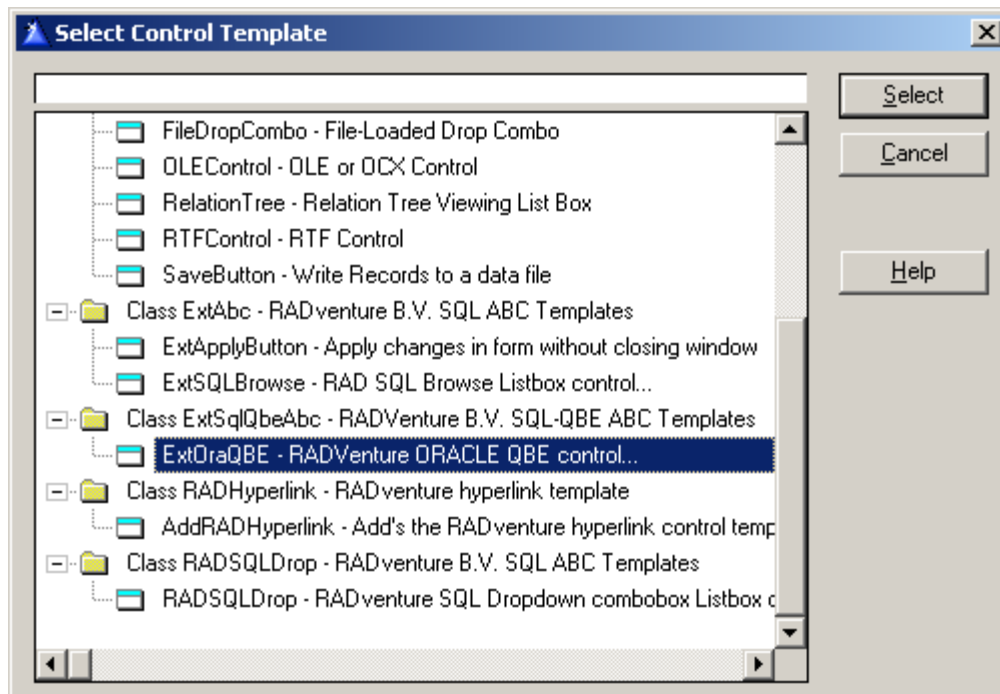 Select Control Template
Select
FileDropCombo - File-Loaded Drop Combo
Cancel
OLEControl - OLE or OCX Control
RelationTree - Relation Tree Viewing List Box
RTFControl - RTF Control
Help
SaveButton - Write Records to a data file
Class ExtAbc - RADventure B.V. SQL ABC Templates
ExtApplyButton - Apply changes in form without closing window
ExtSQLBrowse - RAD SQL Browse Listbox control...
Class ExtSqlQbeAbc - RADVenture B.V. SQL-QBE ABC Templates
ExtOraQBE - RADVenture ORACLE QBE control...
Class RADHyperlink - RADventure hyperlink template
AddRADHyperlink - Add's the RADventure hyperlink control temp
Class RADSQLDrop - RADventure B.V. SQL ABC Templates
RADSQLDrop - RADventure SQL Dropdown combobox Listbox c